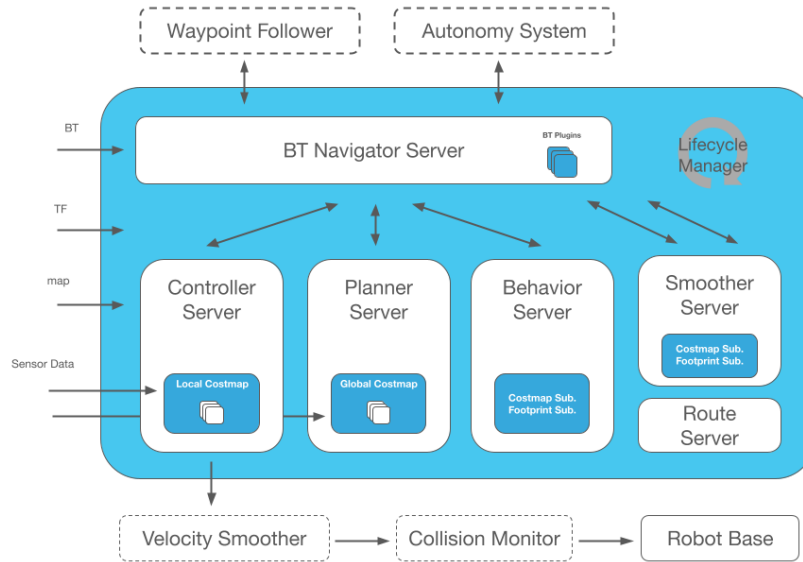 Waypoint Follower
Autonomy System
BT
BT Navigator Server
BT Plugins
Lifecycle
Manager
TF
map
Sensor Data
Controller
Server
Local Costmap
Planner
Server
Global Costmap
Behavior
Server
Costmap Sub.
Footprint Sub.
Smoother
Server
Costmap Sub.
Footprint Sub.
Route
Server
Velocity Smoother
Collision Monitor
Robot Base